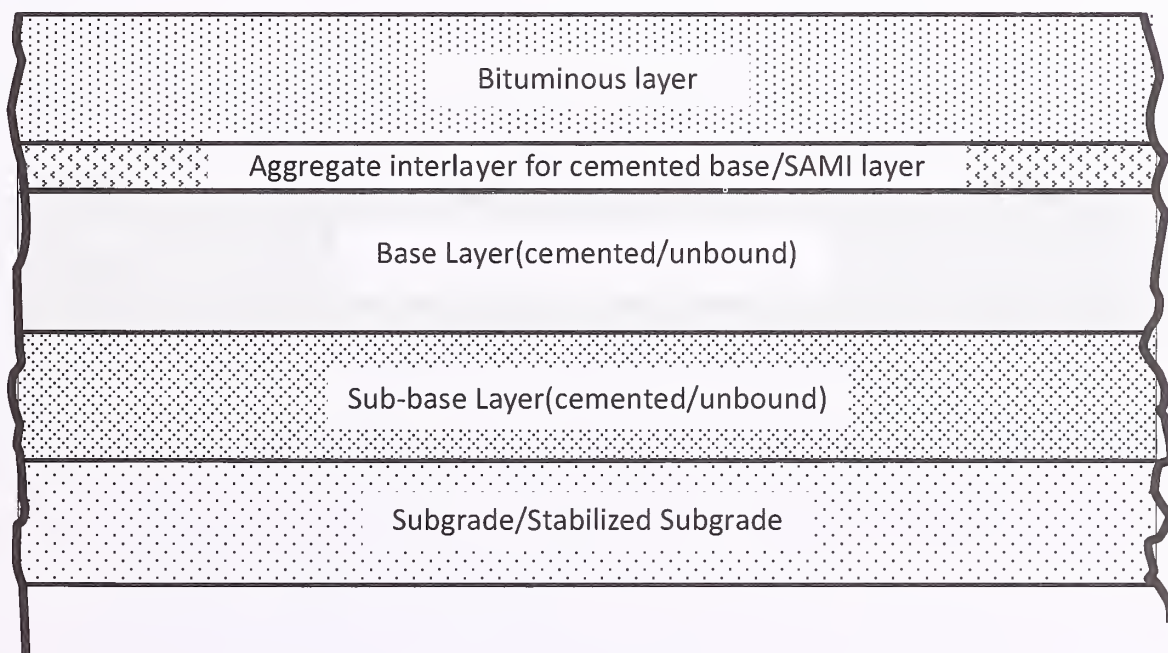 Bituminous layer
Aggregate interlayer for cemented base/SAMI layer
Base Layer(cemented/unbound)
Sub-base Layer(cemented/unbound)
Subgrade/Stabilized Subgrade